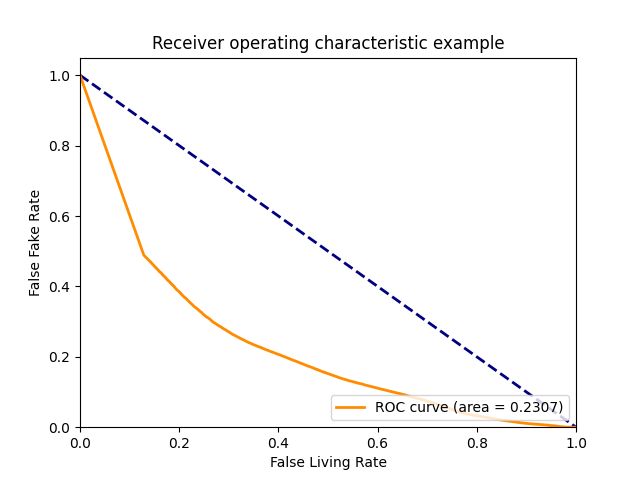 Receiver operating characteristic example
1.0
0.8
0.6
0.4
0.2
0.0
False Fake Rate
ROC curve (area = 0.2307)
0.0 0.2 0.4 0.6 0.8 1.0
False Living Rate